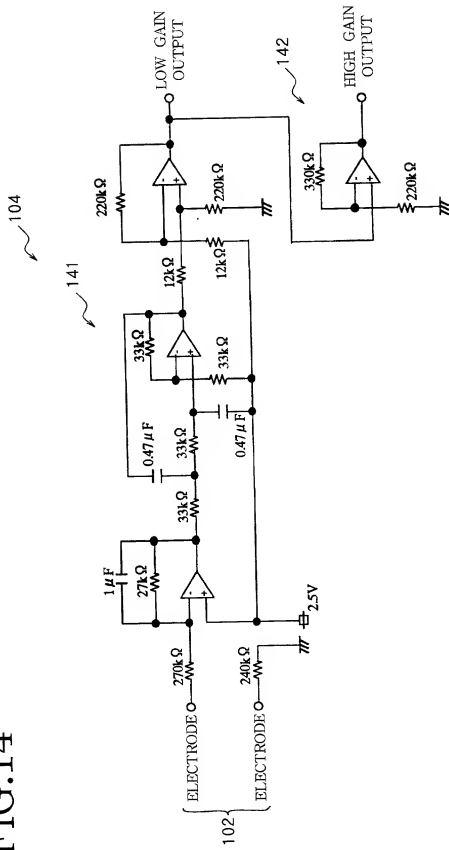 FIG.14
104
141
142
1μF
27kΩ
270kΩ
ELECTRODE
240kΩ
ELECTRODE
102
2.5V
33kΩ
33kΩ
0.47μF
0.47μF
33kΩ
33kΩ
12kΩ
12kΩ
220kΩ
220kΩ
LOW GAIN
OUTPUT
330kΩ
220kΩ
HIGH GAIN
OUTPUT
-
+
-
+
-
+
-
+